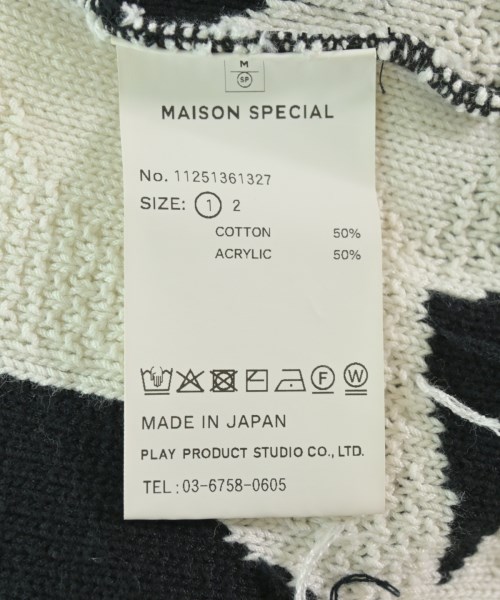 M
SP
MAISON SPECIAL
No. 11251361327
SIZE: 1 2
COTTON 50%
ACRYLIC 50%
F W
MADE IN JAPAN
PLAY PRODUCT STUDIO CO., LTD.
TEL : 03-6758-0605